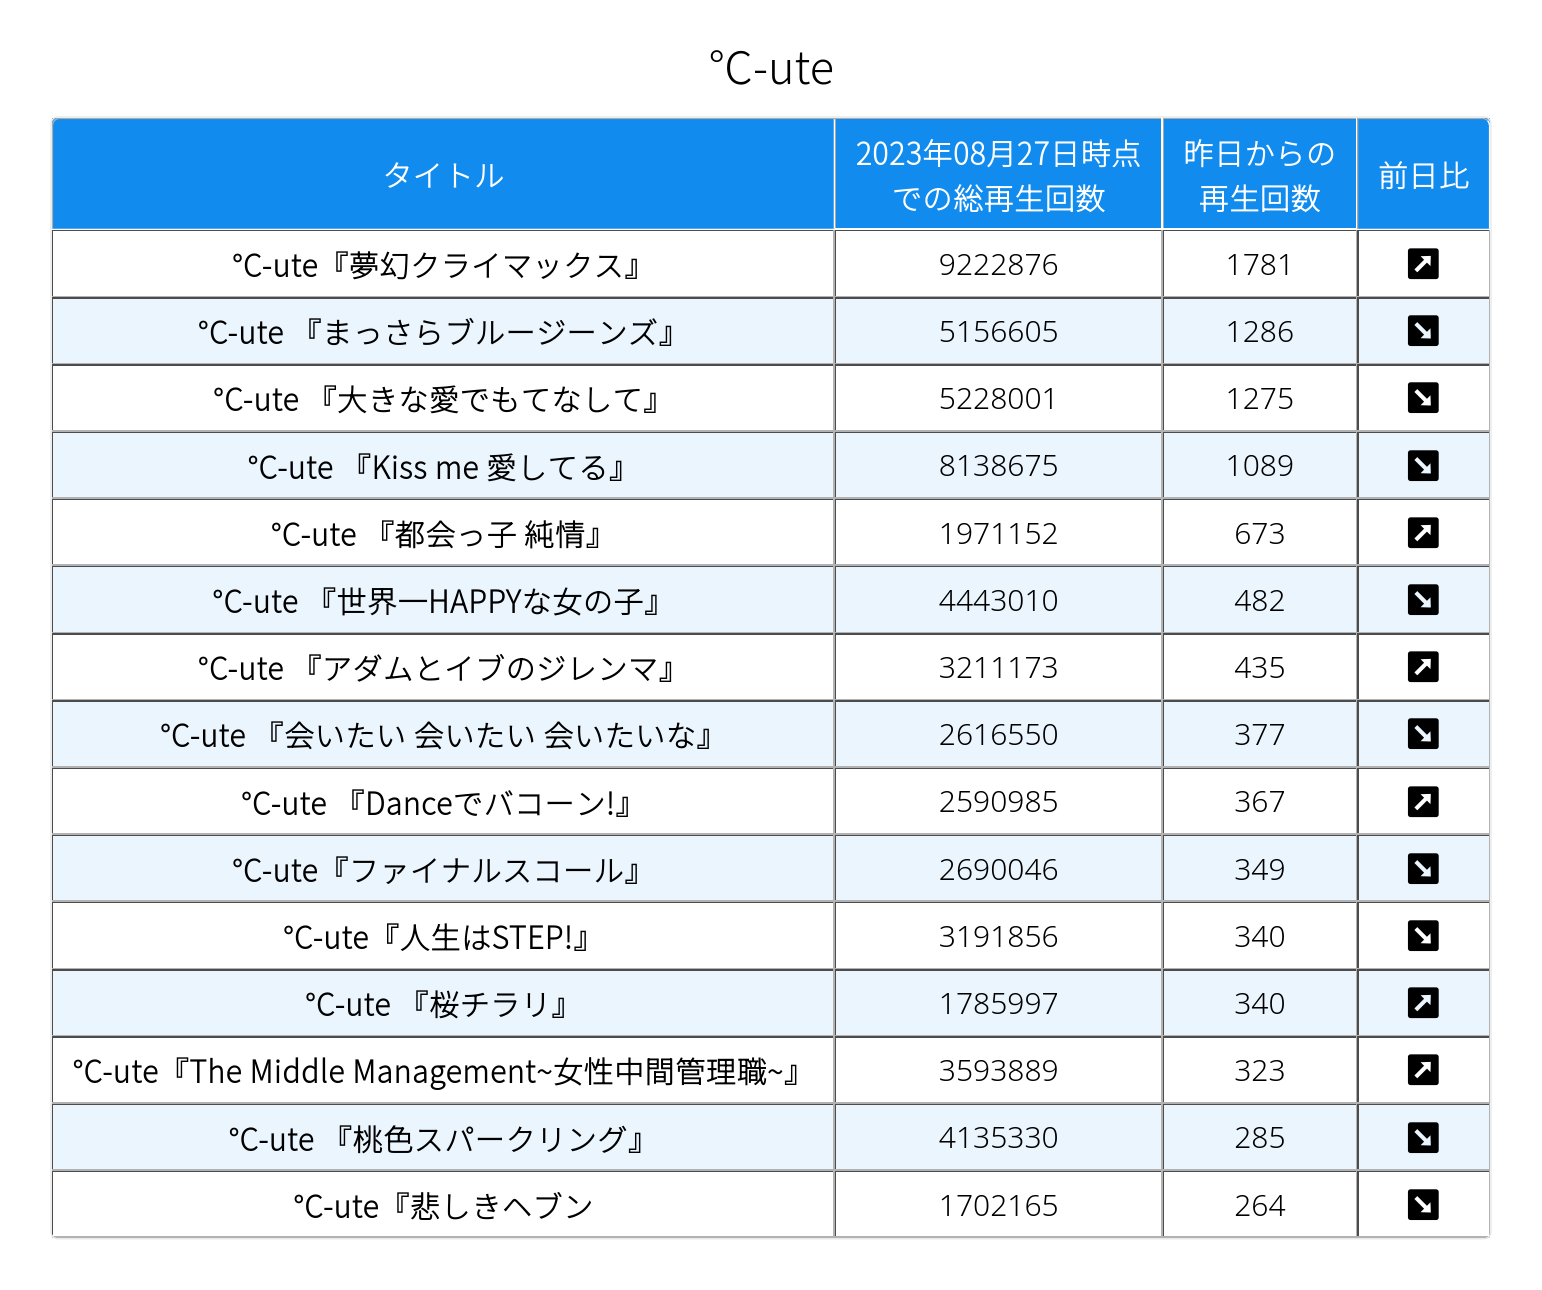 ℃-ute
タイトル 2023年08月27日時点での総再生回数 昨日からの再生回数 前日比
℃-ute『夢幻クライマックス』 9222876 1781 ↗
℃-ute 『まっさらブルージーンズ』 5156605 1286 ↘
℃-ute 『大きな愛でもてなして』 5228001 1275 ↘
℃-ute 『Kiss me 愛してる』 8138675 1089 ↘
℃-ute 『都会っ子 純情』 1971152 673 ↗
℃-ute 『世界一HAPPYな女の子』 4443010 482 ↘
℃-ute 『アダムとイブのジレンマ』 3211173 435 ↗
℃-ute 『会いたい 会いたい 会いたいな』 2616550 377 ↘
℃-ute 『Danceでバコーン!』 2590985 367 ↗
℃-ute『ファイナルスコール』 2690046 349 ↘
℃-ute『人生はSTEP!』 3191856 340 ↘
℃-ute 『桜チラリ』 1785997 340 ↗
℃-ute『The Middle Management~女性中間管理職~』 3593889 323 ↗
℃-ute 『桃色スパークリング』 4135330 285 ↘
℃-ute『悲しきヘブン 1702165 264 ↘